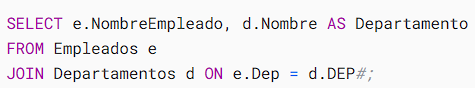 SELECT e.NombreEmpleado, d.Nombre AS Departamento
FROM Empleados e
JOIN Departamentos d ON e.Dep = d.DEP#;